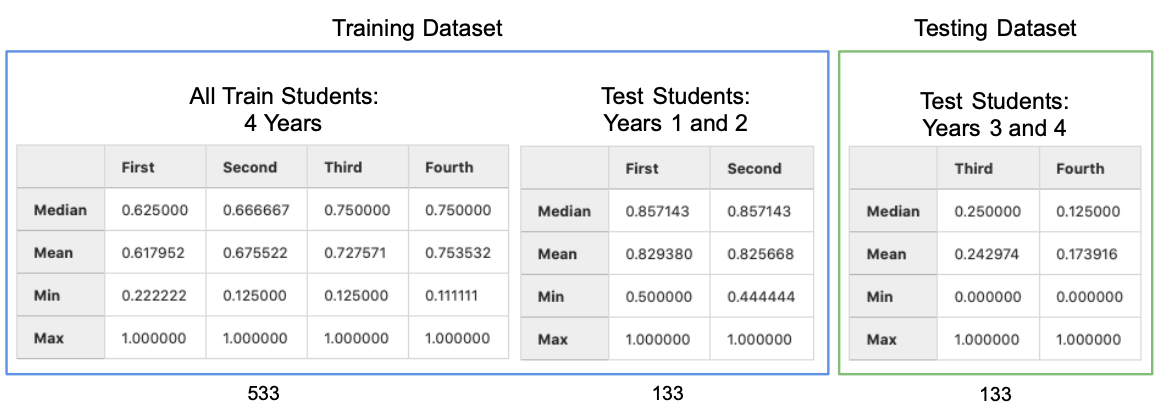 Training Dataset
Testing Dataset
All Train Students:
4 Years
First Second Third Fourth
Median 0.625000 0.666667 0.750000 0.750000
Mean 0.617952 0.675522 0.727571 0.753532
Min 0.222222 0.125000 0.125000 0.111111
Max 1.000000 1.000000 1.000000 1.000000
533
Test Students:
Years 1 and 2
First Second
Median 0.857143 0.857143
Mean 0.829380 0.825668
Min 0.500000 0.444444
Max 1.000000 1.000000
133
Test Students:
Years 3 and 4
Third Fourth
Median 0.250000 0.125000
Mean 0.242974 0.173916
Min 0.000000 0.000000
Max 1.000000 1.000000
133